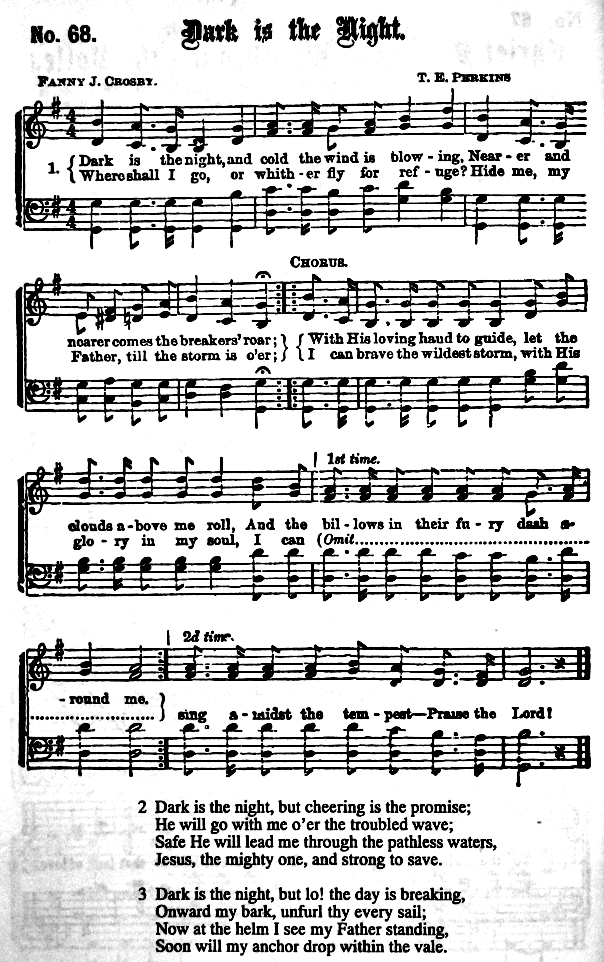 No. 68.
Dark is the Night.
FANNY J. CROSBY.
T. E. PERKINS
1. { Dark is the night, and cold the wind is blow - ing, Near - er and
{ Where shall I go, or whith - er fly for ref - uge? Hide me, my
CHORUS.
nearer comes the breakers' roar; } { With His loving hand to guide, let the
Father, till the storm is o'er; } { I can brave the wildest storm, with His
1st time.
clouds a - bove me roll, And the bil - lows in their fu - ry dash a-
glo - ry in my soul, I can (Omit....................................................
2d time.
- round me. }
........................... } sing a - midst the tem - pest—Praise the Lord!
2 Dark is the night, but cheering is the promise;
He will go with me o'er the troubled wave;
Safe He will lead me through the pathless waters,
Jesus, the mighty one, and strong to save.
3 Dark is the night, but lo! the day is breaking,
Onward my bark, unfurl thy every sail;
Now at the helm I see my Father standing,
Soon will my anchor drop within the vale.